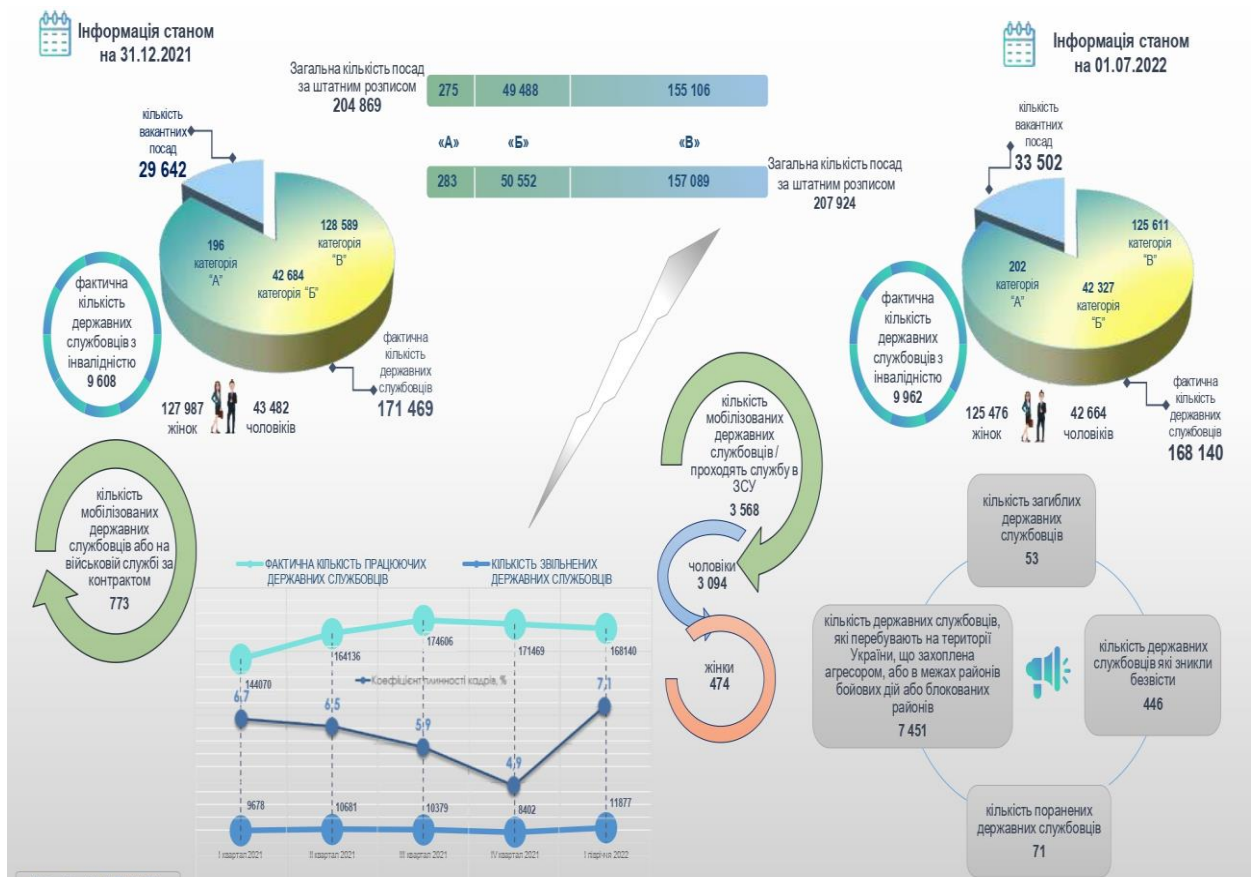 Інформація станом
на 31.12.2021
Загальна кількість посад
за штатним розписом
204 869
275 49 488 155 106
«А» «Б» «В»
283 50 552 157 089
Загальна кількість посад
за штатним розписом
207 924
Інформація станом
на 01.07.2022
кількість
вакантних
посад
29 642
128 589
категорія
"В"
196
категорія
"А"
42 684
категорія "Б"
фактична
кількість
державних
службовців з
інвалідністю
9 608
фактична
кількість
державних
службовців
171 469
127 987
жінок
43 482
чоловіків
кількість
мобілізованих
державних
службовців або на
військовій службі за
контрактом
773
кількість
вакантних
посад
33 502
125 611
категорія
"В"
202
категорія
"А"
42 327
категорія
"Б"
фактична
кількість
державних
службовців з
інвалідністю
9 962
фактична
кількість
державних
службовців
168 140
125 476
жінок
42 664
чоловіків
кількість
мобілізованих
державних
службовців /
проходять службу в
ЗСУ
3 568
чоловіки
3 094
жінки
474
ФАКТИЧНА КІЛЬКІСТЬ ПРАЦЮЮЧИХ
ДЕРЖАВНИХ СЛУЖБОВЦІВ
КІЛЬКІСТЬ ЗВІЛЬНЕНИХ
ДЕРЖАВНИХ СЛУЖБОВЦІВ
144070 164136 174606 171469 168140
Коефіцієнт плинності кадрів, %
6,7 6,5 5,9 4,9 7,1
9678 10681 10379 8402 11877
І квартал 2021 ІІ квартал 2021 ІІІ квартал 2021 IV квартал 2021 І півріччя 2022
кількість загиблих
державних
службовців
53
кількість державних службовців,
які перебувають на території
України, що захоплена
агресором, або в межах районів
бойових дій або блокованих
районів
7 451
кількість державних
службовців які зникли
безвісти
446
кількість поранених
державних службовців
71